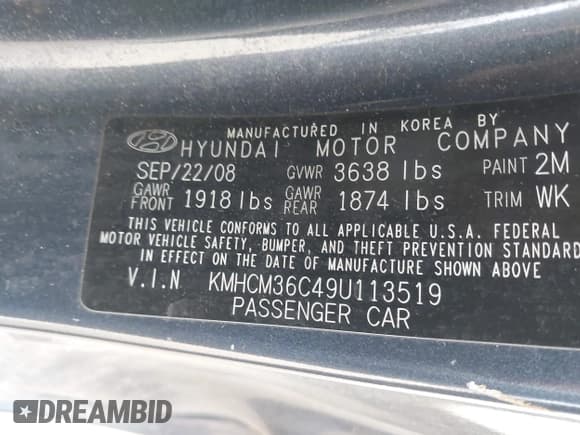 MANUFACTURED IN KOREA BY
HYUNDAI MOTOR COMPANY
SEP/22/08 GVWR 3638 lbs PAINT 2M
GAWR FRONT 1918 lbs GAWR REAR 1874 lbs TRIM WK
THIS VEHICLE CONFORMS TO ALL APPLICABLE U.S.A. FEDERAL
MOTOR VEHICLE SAFETY, BUMPER, AND THEFT PREVENTION STANDARD
IN EFFECT ON THE DATE OF MANUFACTURE SHOWN ABOVE
V.I.N KMHCM36C49U113519
PASSENGER CAR
DREAMBID